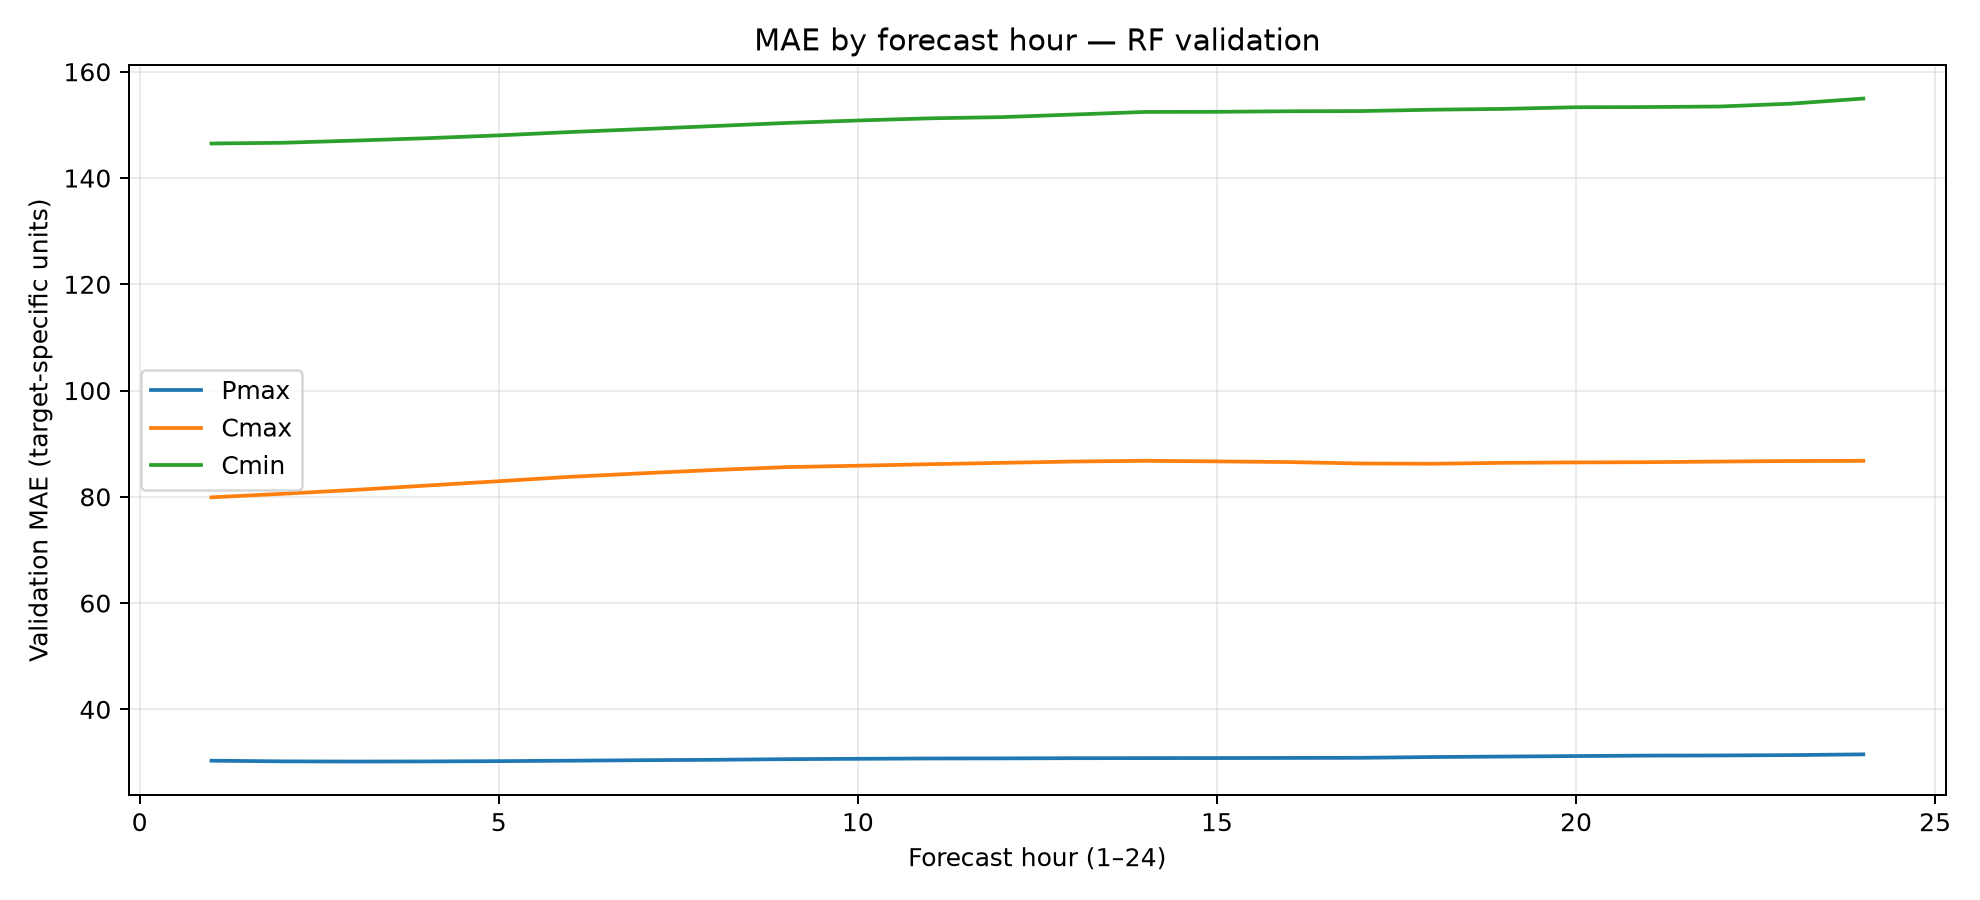 MAE by forecast hour — RF validation
Validation MAE (target-specific units)
160
140
120
100
80
60
40
Pmax
Cmax
Cmin
0 5 10 15 20 25
Forecast hour (1–24)